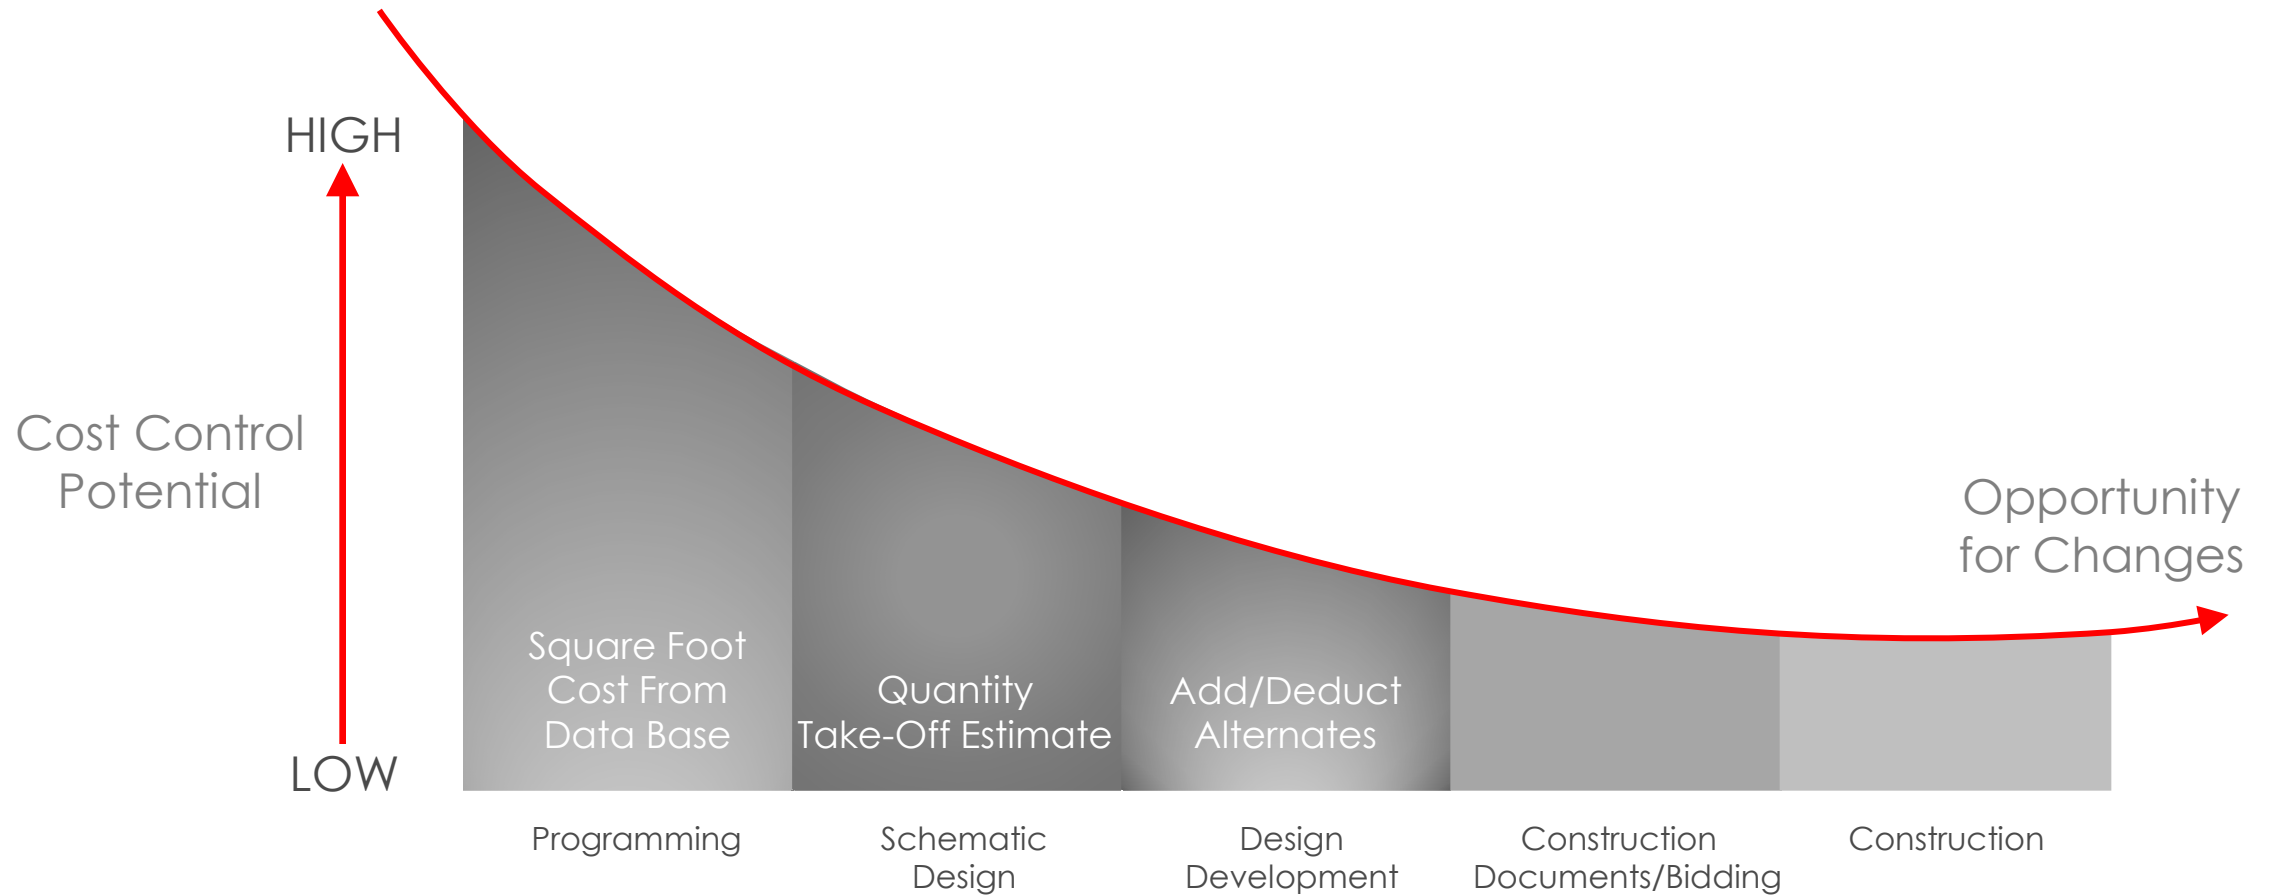 HIGH
Cost Control
Potential
LOW
Opportunity
for Changes
Square Foot
Cost From
Data Base
Quantity
Take-Off Estimate
Add/Deduct
Alternates
Programming
Schematic
Design
Design
Development
Construction
Documents/Bidding
Construction